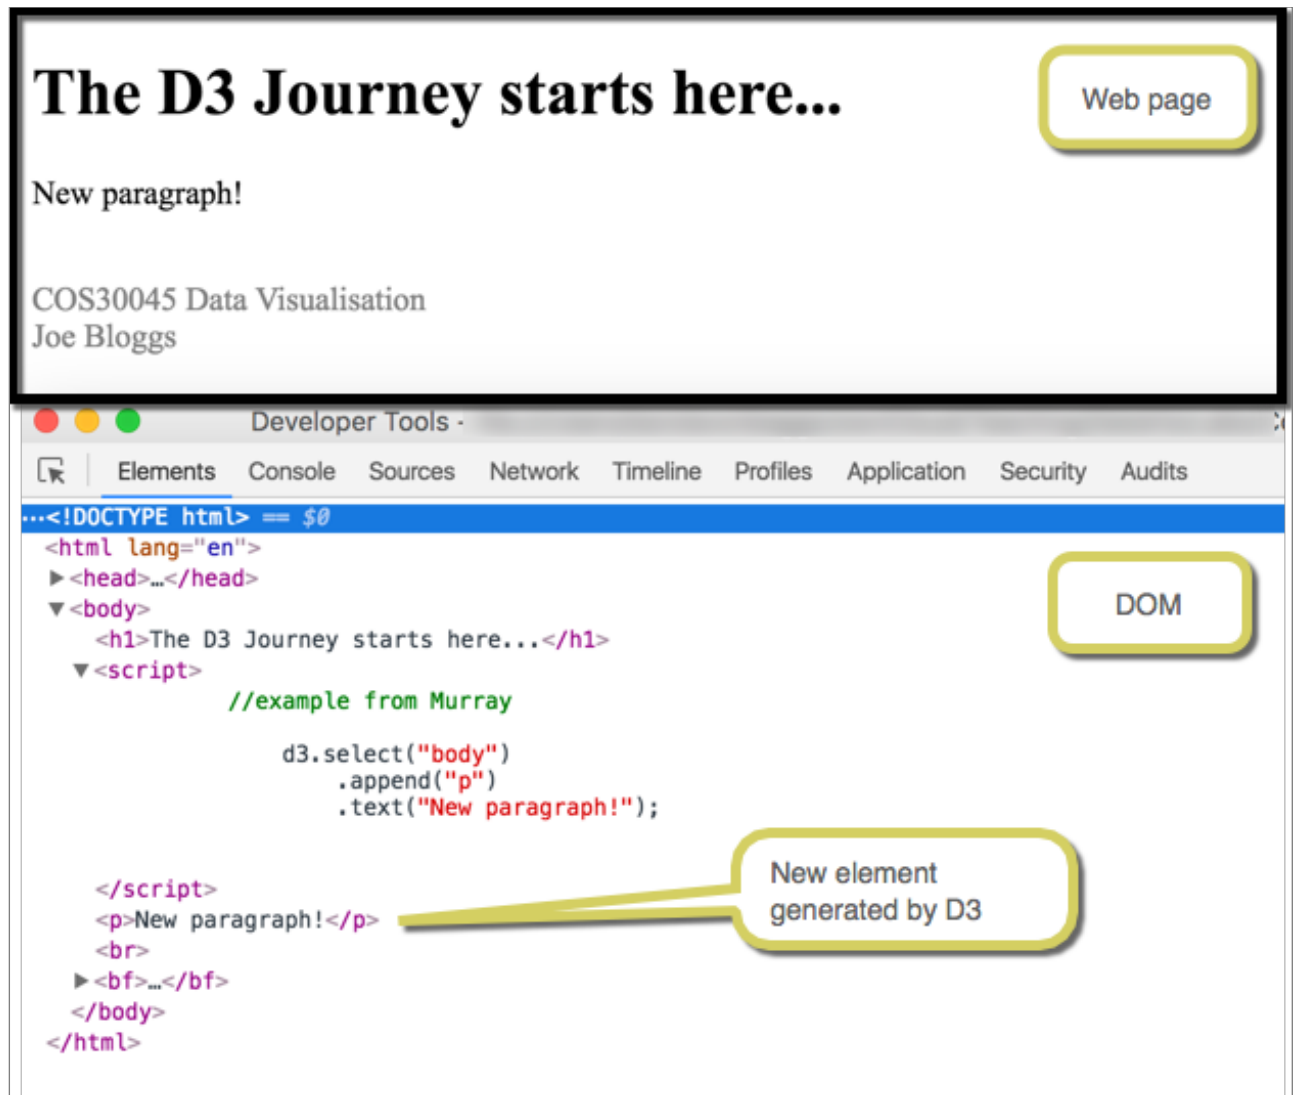 The D3 Journey starts here...
Web page
New paragraph!
COS30045 Data Visualisation
Joe Bloggs
Developer Tools -
Elements Console Sources Network Timeline Profiles Application Security Audits
...<!DOCTYPE html> == $0
<html lang="en">
▶<head>…</head>
▼<body>
DOM
<h1>The D3 Journey starts here...</h1>
▼<script>
//example from Murray
d3.select("body")
.append("p")
.text("New paragraph!");
New element
generated by D3
</script>
<p>New paragraph!</p>
<br>
▶<bf>…</bf>
</body>
</html>